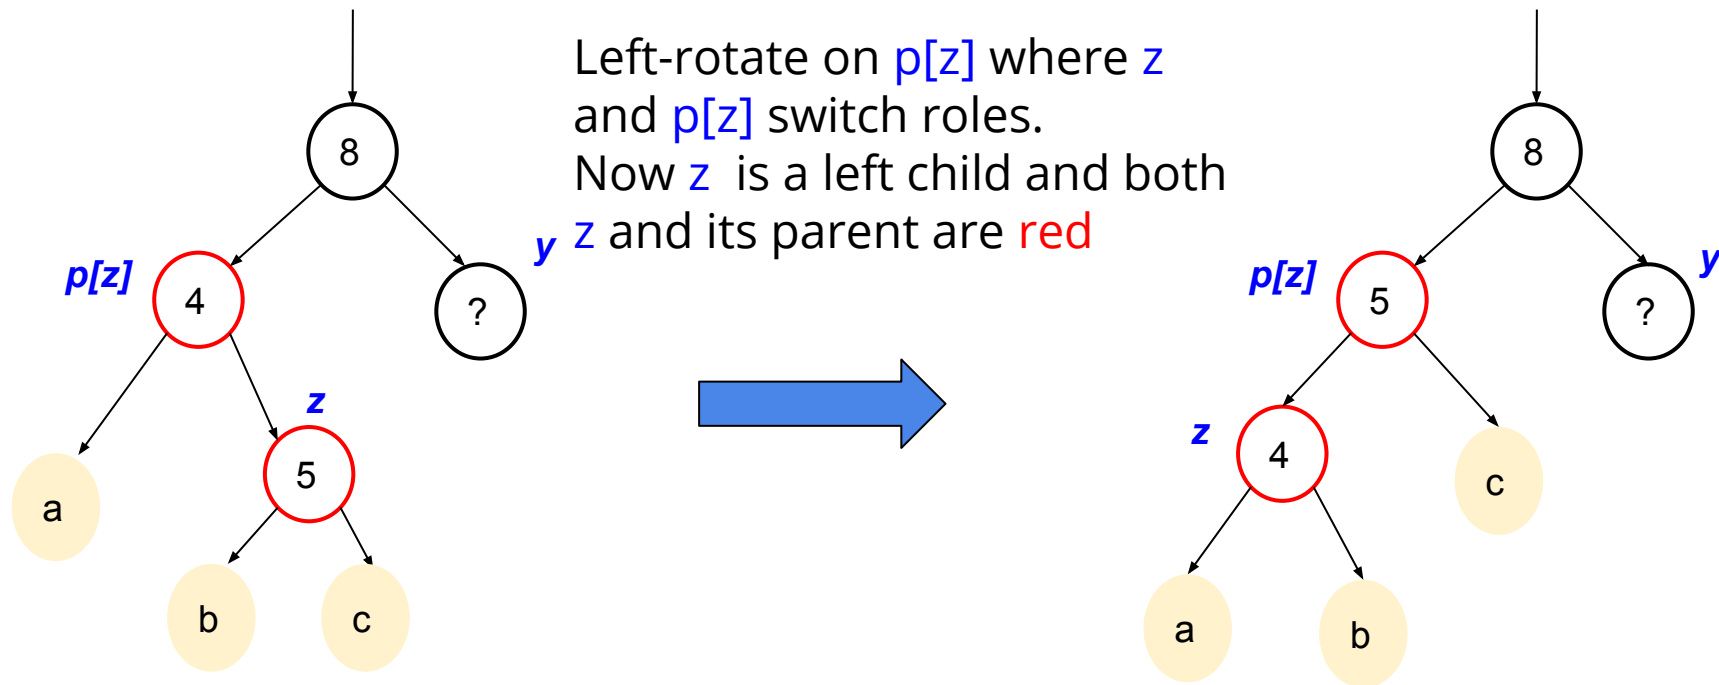 Left-rotate on p[z] where z
and p[z] switch roles.
Now z  is a left child and both
z and its parent are red
8
y
p[z]
4
?
z
5
a
b
c
8
y
p[z]
5
?
z
4
c
a
b